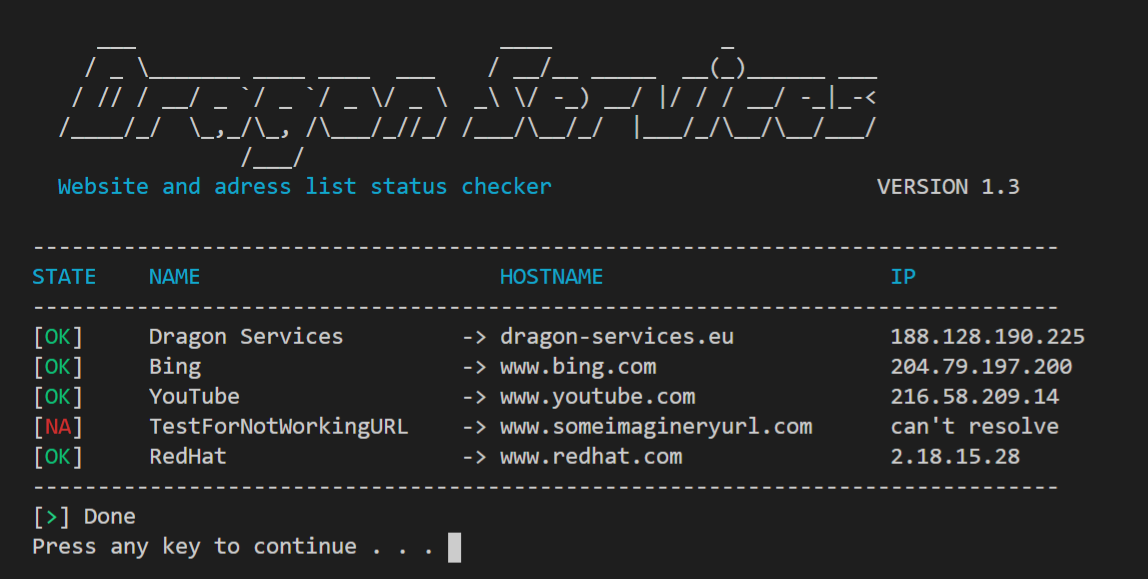 Dragon Services
Website and adress list status checker VERSION 1.3
--------------------------------------------------------------------------------
STATE NAME HOSTNAME IP
--------------------------------------------------------------------------------
[OK] Dragon Services -> dragon-services.eu 188.128.190.225
[OK] Bing -> www.bing.com 204.79.197.200
[OK] YouTube -> www.youtube.com 216.58.209.14
[NA] TestForNotWorkingURL -> www.someimagineryurl.com can't resolve
[OK] RedHat -> www.redhat.com 2.18.15.28
--------------------------------------------------------------------------------
[>] Done
Press any key to continue . . .